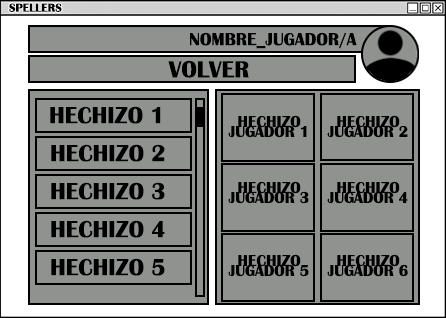 SPELLERS
NOMBRE_JUGADOR/A
VOLVER
HECHIZO 1
HECHIZO 2
HECHIZO 3
HECHIZO 4
HECHIZO 5
HECHIZO
JUGADOR 1
HECHIZO
JUGADOR 2
HECHIZO
JUGADOR 3
HECHIZO
JUGADOR 4
HECHIZO
JUGADOR 5
HECHIZO
JUGADOR 6